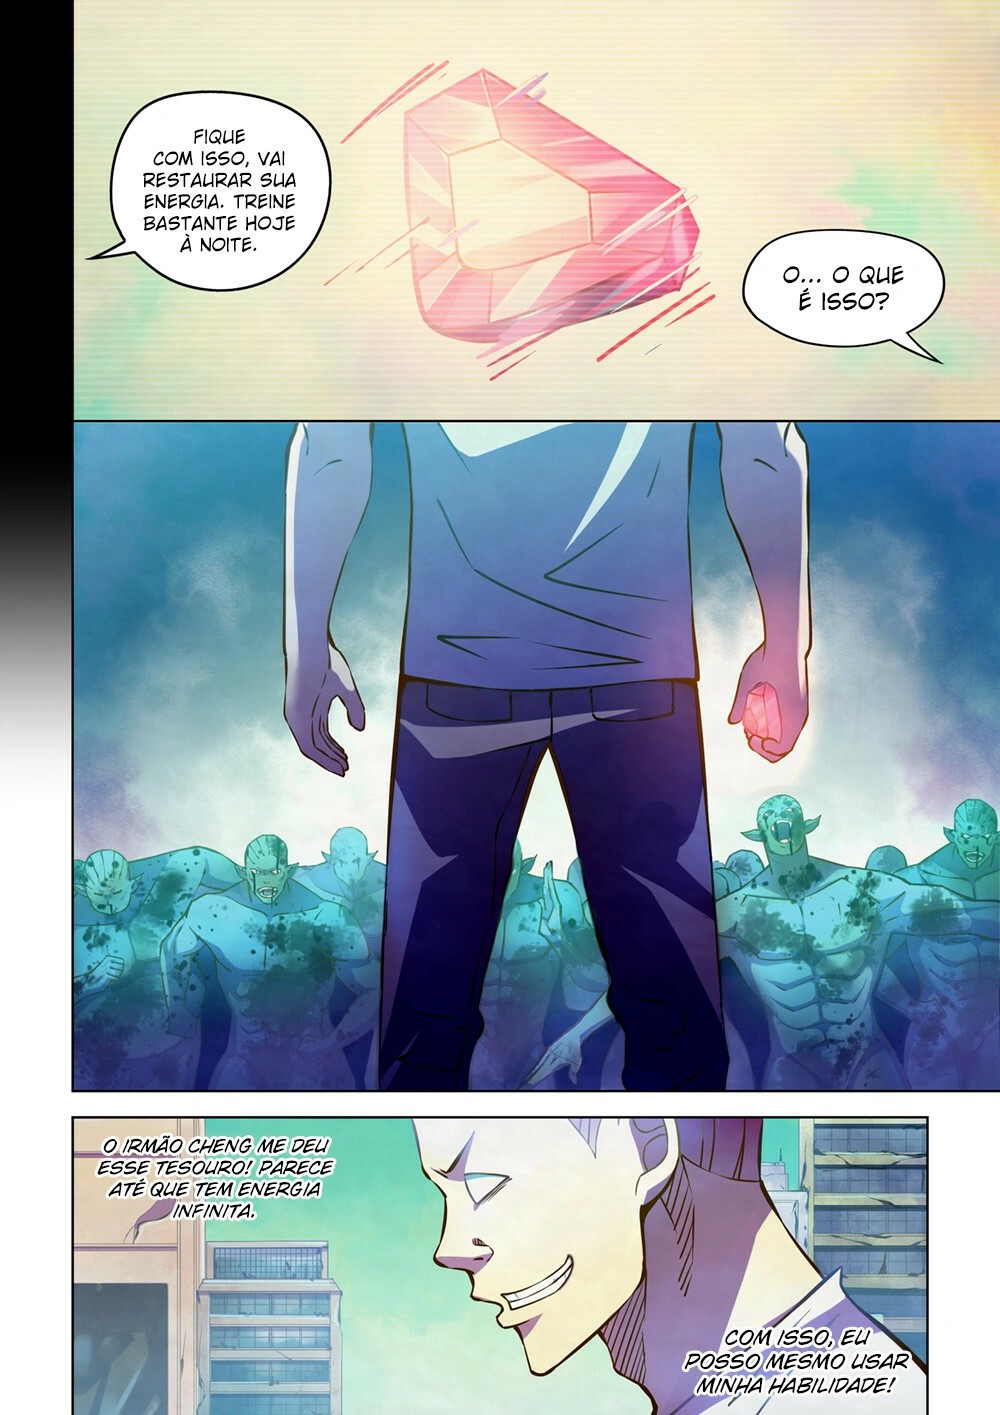 FIQUE
COM ISSO, VAI
RESTAURAR SUA
ENERGIA. TREINE
BASTANTE HOJE
À NOITE.
O... O QUE
É ISSO?
O IRMÃO CHENG ME DEU
ESSE TESOURO! PARECE
ATÉ QUE TEM ENERGIA
INFINITA.
COM ISSO, EU
POSSO MESMO USAR
MINHA HABILIDADE!